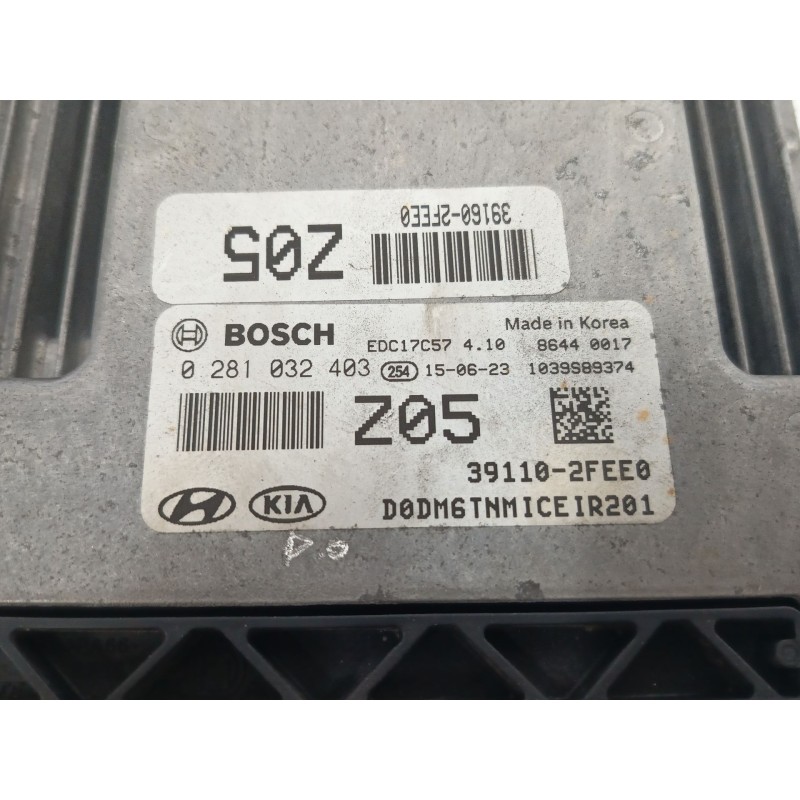 39160-2FEE0
Z05
BOSCH
Made in Korea
EDC17C57 4.10 8644 0017
0 281 032 403 254 15-06-23 1039S89374
Z05
39110-2FEE0
KIA
D0DM6TNMICEIR201